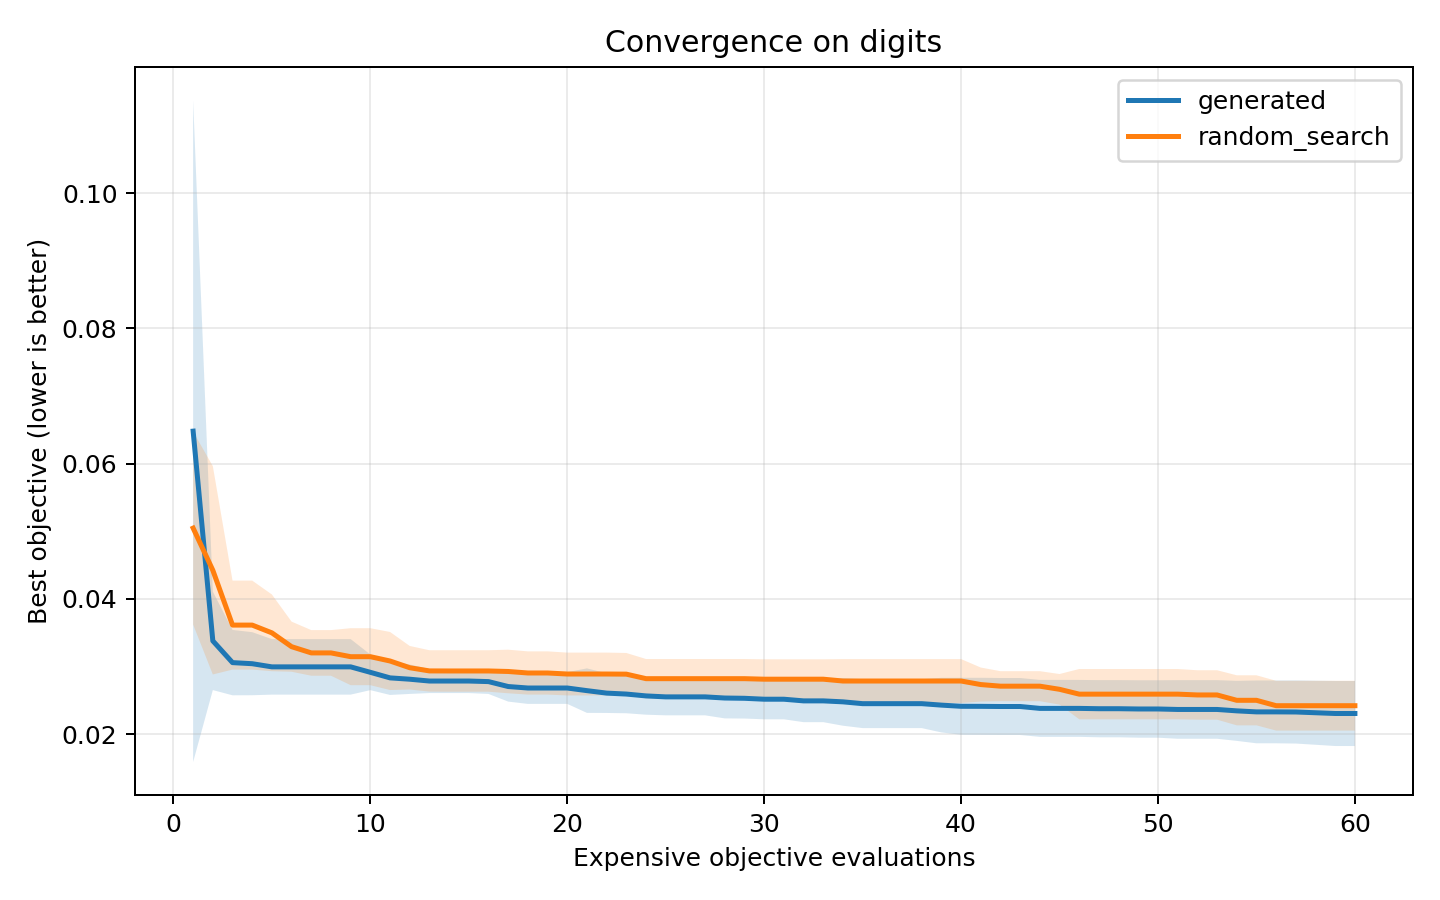 Convergence on digits
generated
random_search
Best objective (lower is better)
0.10
0.08
0.06
0.04
0.02
0 10 20 30 40 50 60
Expensive objective evaluations